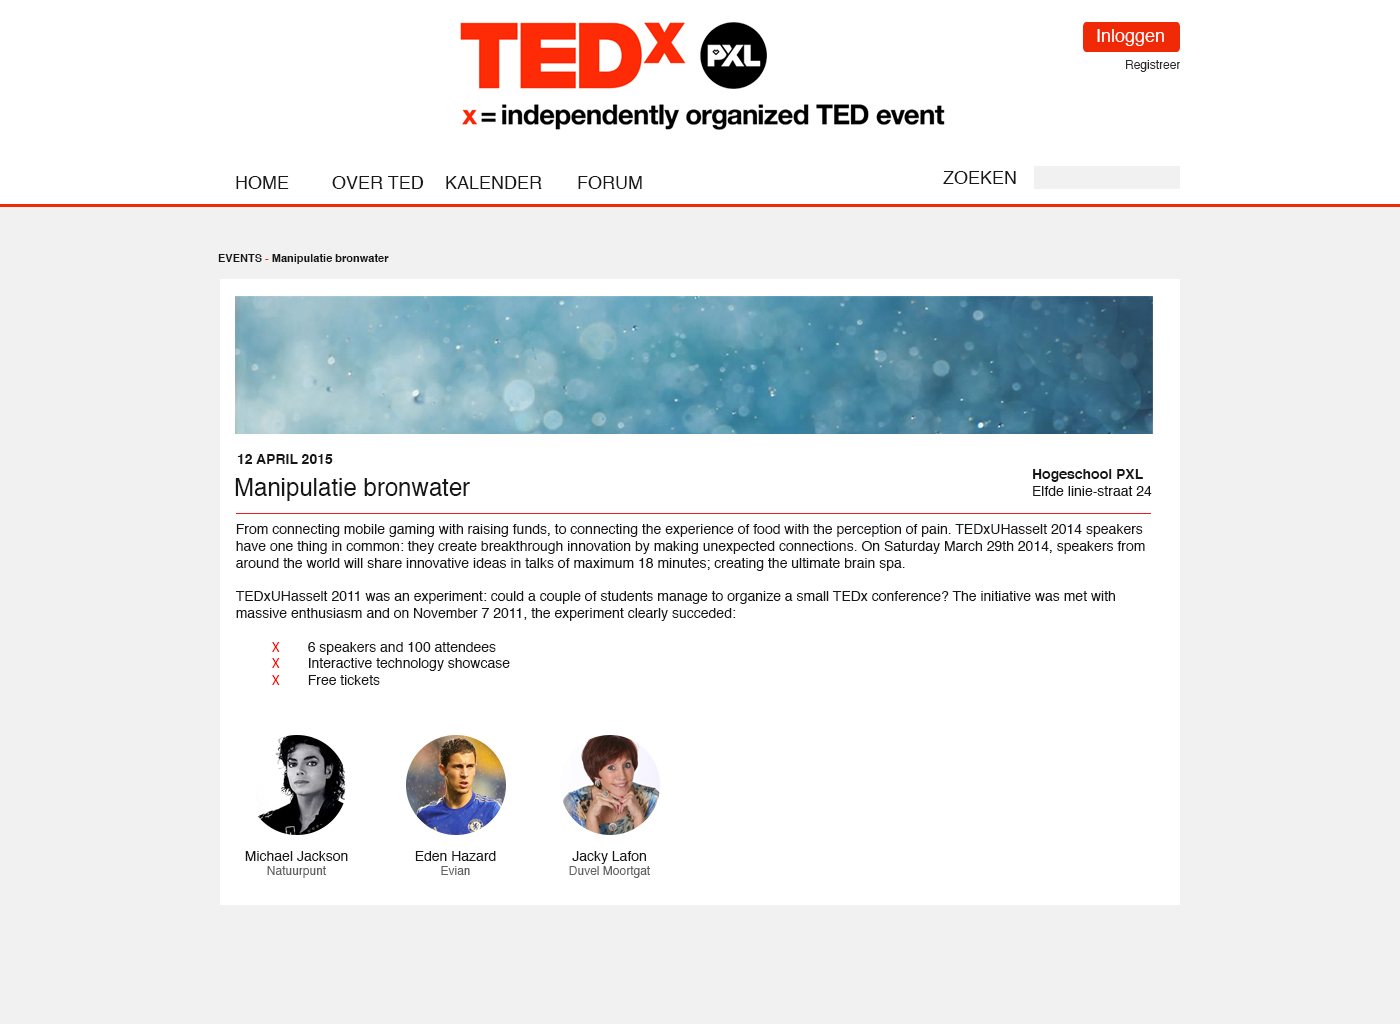 TEDx PXL
x = independently organized TED event
Inloggen
Registreer
HOME OVER TED KALENDER FORUM ZOEKEN
EVENTS - Manipulatie bronwater
12 APRIL 2015
Manipulatie bronwater
Hogeschool PXL
Elfde linie-straat 24
From connecting mobile gaming with raising funds, to connecting the experience of food with the perception of pain. TEDxUHasselt 2014 speakers
have one thing in common: they create breakthrough innovation by making unexpected connections. On Saturday March 29th 2014, speakers from
around the world will share innovative ideas in talks of maximum 18 minutes; creating the ultimate brain spa.
TEDxUHasselt 2011 was an experiment: could a couple of students manage to organize a small TEDx conference? The initiative was met with
massive enthusiasm and on November 7 2011, the experiment clearly succeded:
X 6 speakers and 100 attendees
X Interactive technology showcase
X Free tickets
Michael Jackson
Natuurpunt
Eden Hazard
Evian
Jacky Lafon
Duvel Moortgat